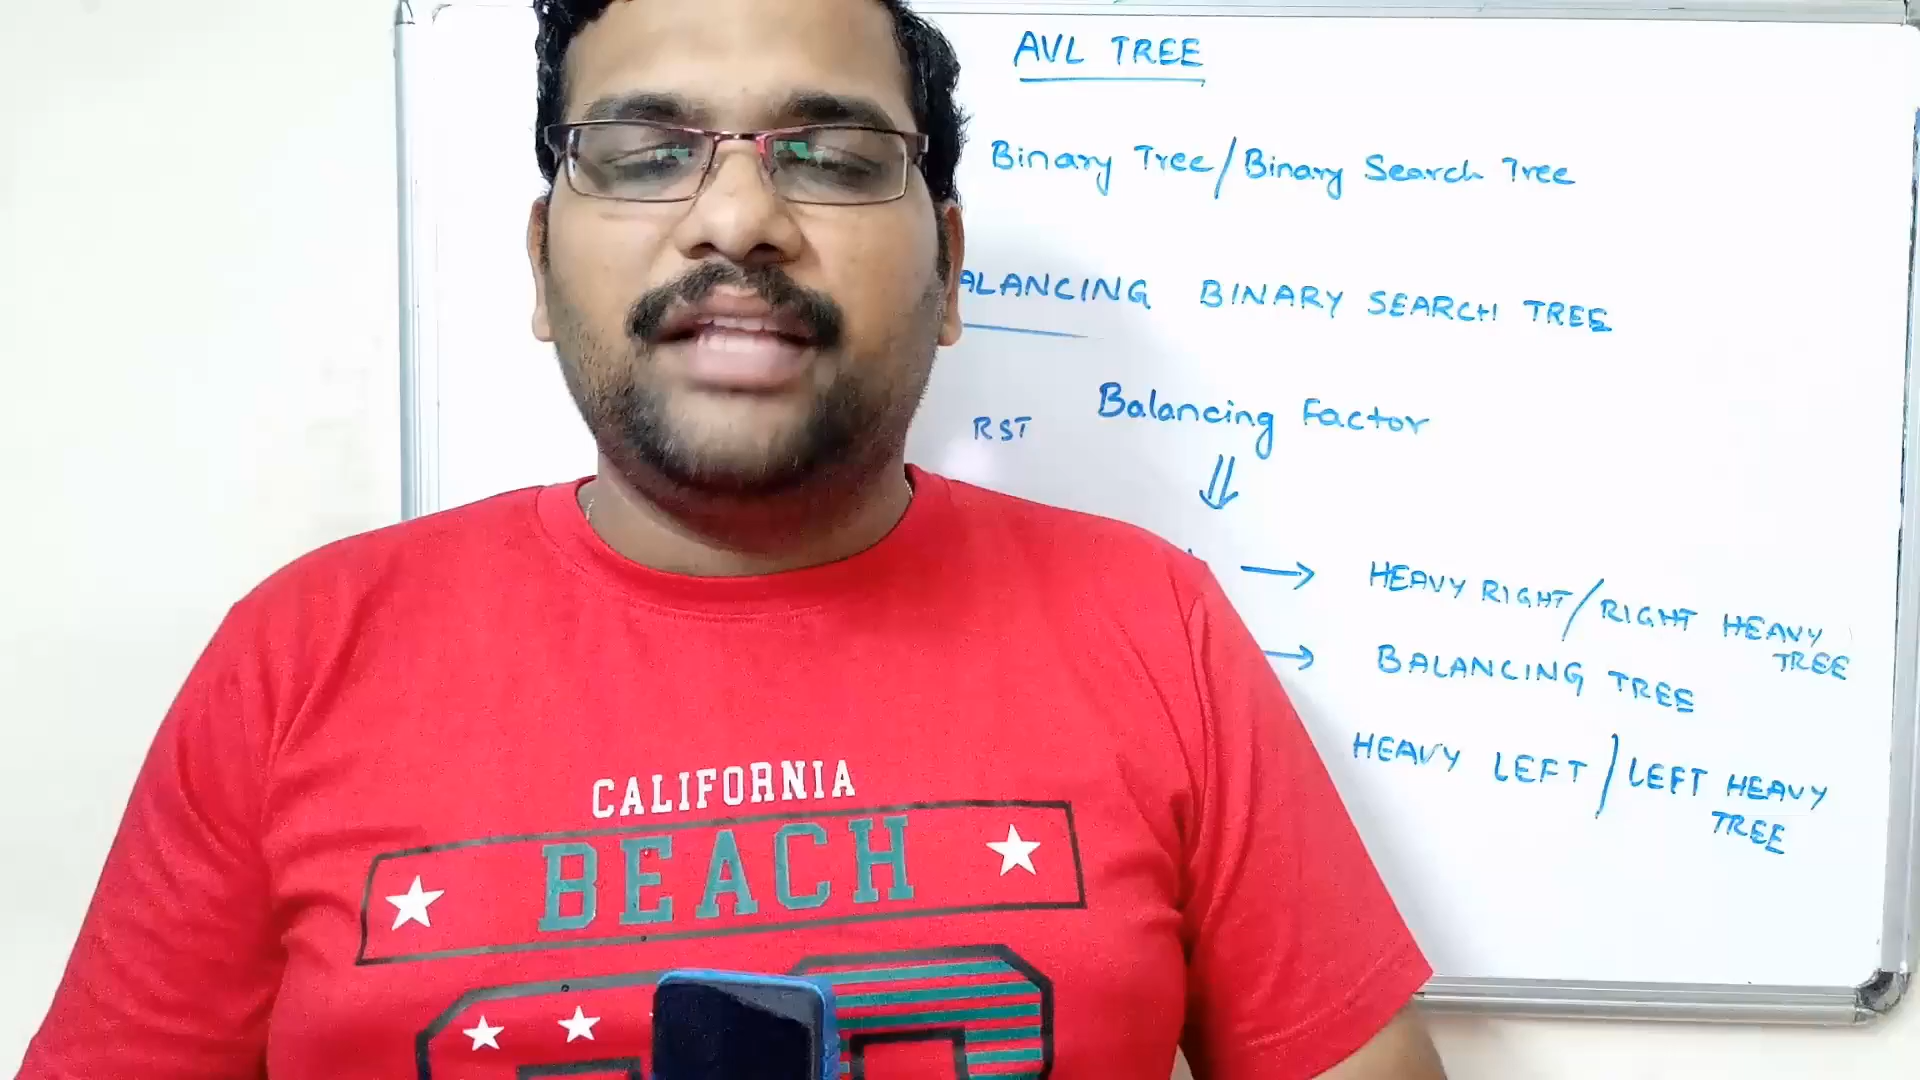 AVL TREE
Binary Tree/Binary Search Tree
ALANCING BINARY SEARCH TREE
RST Balancing Factor
HEAVY RIGHT/RIGHT HEAVY
TREE
BALANCING TREE
HEAVY LEFT/LEFT HEAVY
TREE
CALIFORNIA
BEACH